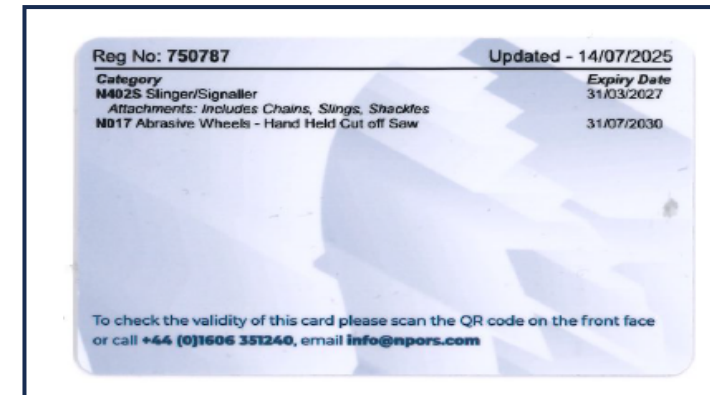 Reg No: 750787 Updated - 14/07/2025
Category Expiry Date
N402S Slinger/Signaller 31/03/2027
Attachments: Includes Chains, Slings, Shackles
N017 Abrasive Wheels - Hand Held Cut off Saw 31/07/2030
To check the validity of this card please scan the QR code on the front face
or call +44 (0)1606 351240, email info@npors.com